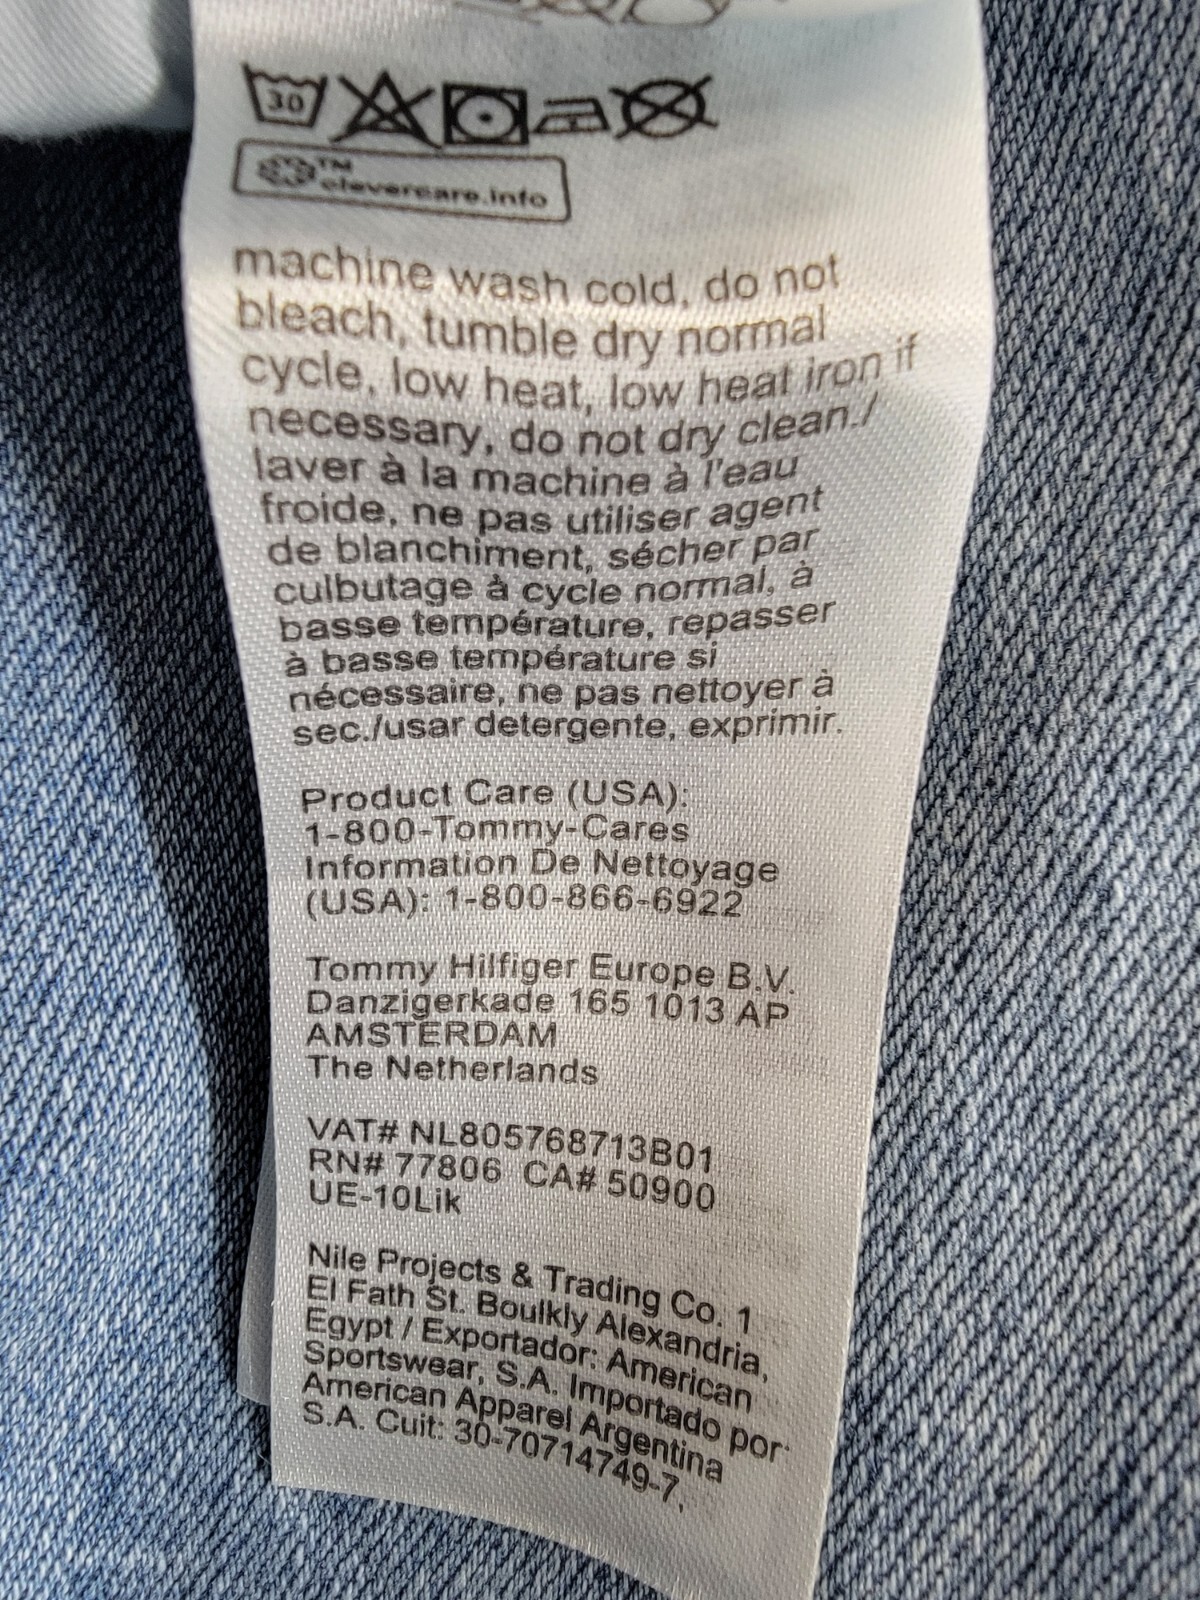 30
TM
clevercare.info
machine wash cold, do not
bleach, tumble dry normal
cycle, low heat, low heat iron if
necessary, do not dry clean./
laver à la machine à l'eau
froide, ne pas utiliser agent
de blanchiment, sécher par
culbutage à cycle normal, à
basse température, repasser
à basse température si
nécessaire, ne pas nettoyer à
sec./usar detergente, exprimir.
Product Care (USA):
1-800-Tommy-Cares
Information De Nettoyage
(USA): 1-800-866-6922
Tommy Hilfiger Europe B.V.
Danzigerkade 165 1013 AP
AMSTERDAM
The Netherlands
VAT# NL805768713B01
RN# 77806 CA# 50900
UE-10Lik
Nile Projects & Trading Co. 1
El Fath St. Boulkly Alexandria,
Egypt / Exportador: American
Sportswear, S.A. Importado por:
American Apparel Argentina
S.A. Cuit: 30-70714749-7,